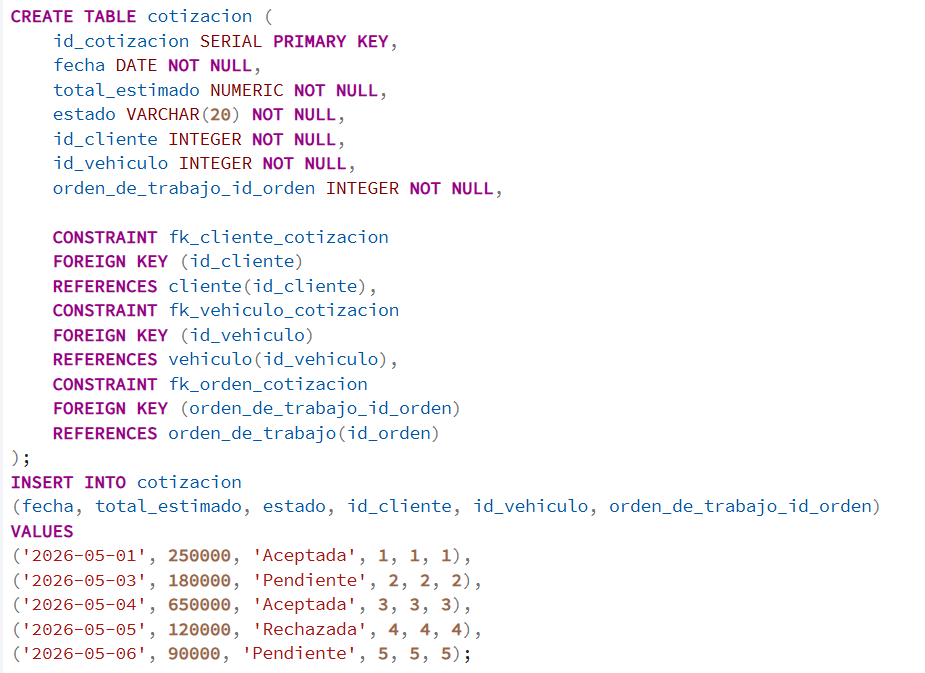 CREATE TABLE cotizacion (
    id_cotizacion SERIAL PRIMARY KEY,
    fecha DATE NOT NULL,
    total_estimado NUMERIC NOT NULL,
    estado VARCHAR(20) NOT NULL,
    id_cliente INTEGER NOT NULL,
    id_vehiculo INTEGER NOT NULL,
    orden_de_trabajo_id_orden INTEGER NOT NULL,

    CONSTRAINT fk_cliente_cotizacion
    FOREIGN KEY (id_cliente)
    REFERENCES cliente(id_cliente),
    CONSTRAINT fk_vehiculo_cotizacion
    FOREIGN KEY (id_vehiculo)
    REFERENCES vehiculo(id_vehiculo),
    CONSTRAINT fk_orden_cotizacion
    FOREIGN KEY (orden_de_trabajo_id_orden)
    REFERENCES orden_de_trabajo(id_orden)
);
INSERT INTO cotizacion
(fecha, total_estimado, estado, id_cliente, id_vehiculo, orden_de_trabajo_id_orden)
VALUES
('2026-05-01', 250000, 'Aceptada', 1, 1, 1),
('2026-05-03', 180000, 'Pendiente', 2, 2, 2),
('2026-05-04', 650000, 'Aceptada', 3, 3, 3),
('2026-05-05', 120000, 'Rechazada', 4, 4, 4),
('2026-05-06', 90000, 'Pendiente', 5, 5, 5);